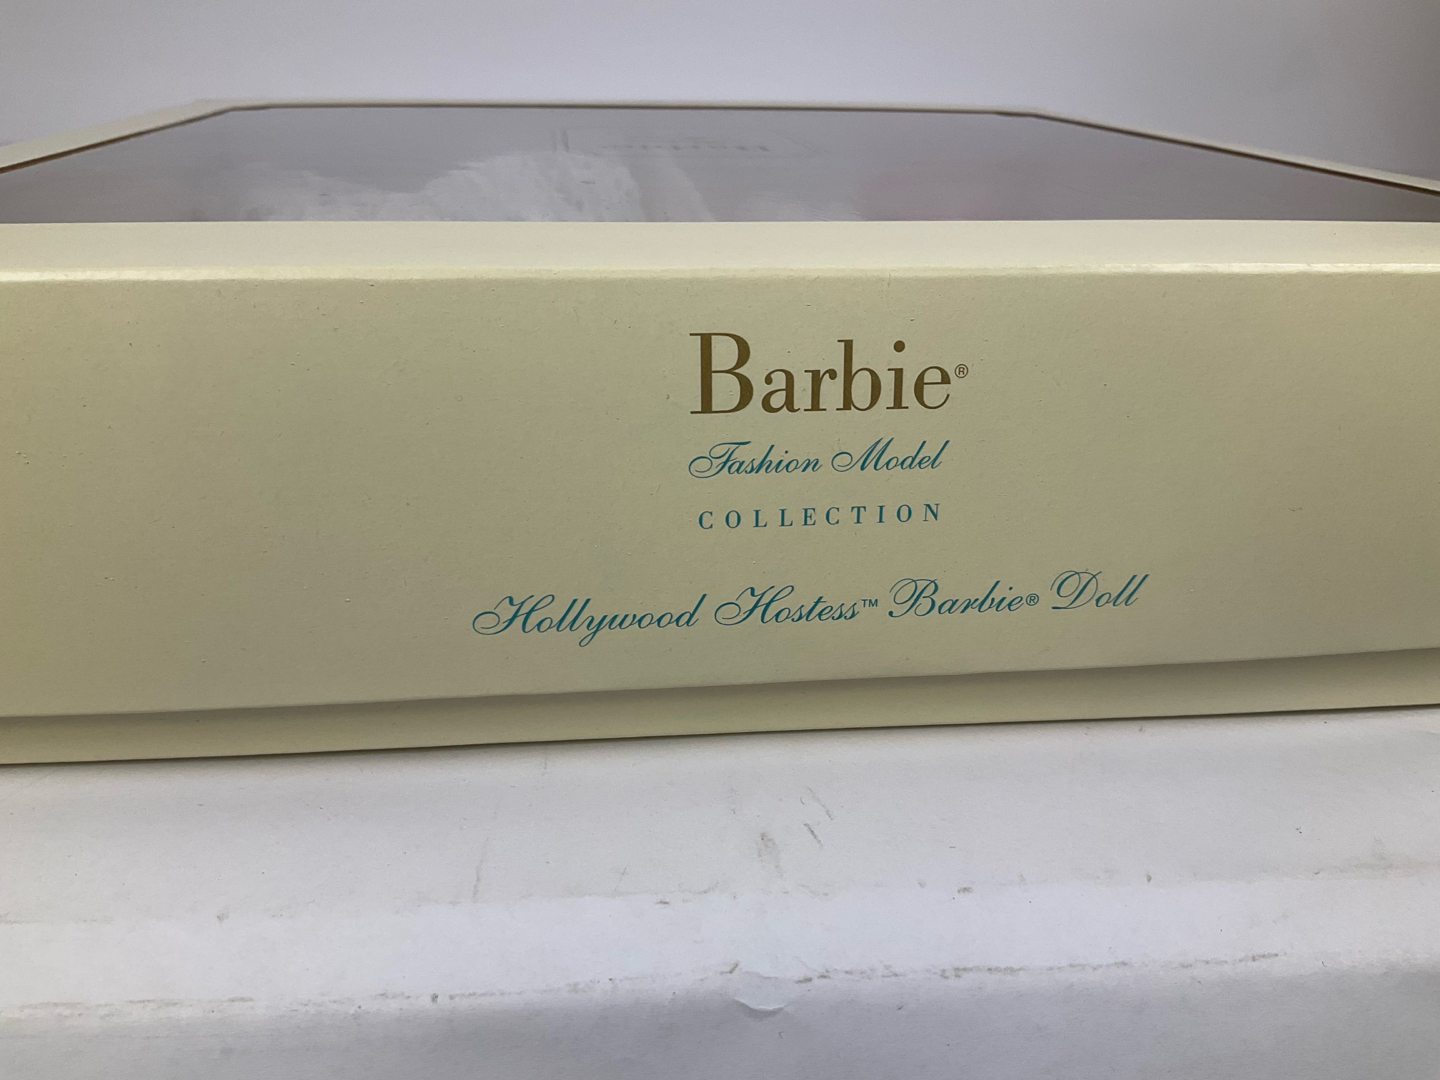 Barbie®
Fashion Model
COLLECTION
Hollywood Hostess™ Barbie® Doll